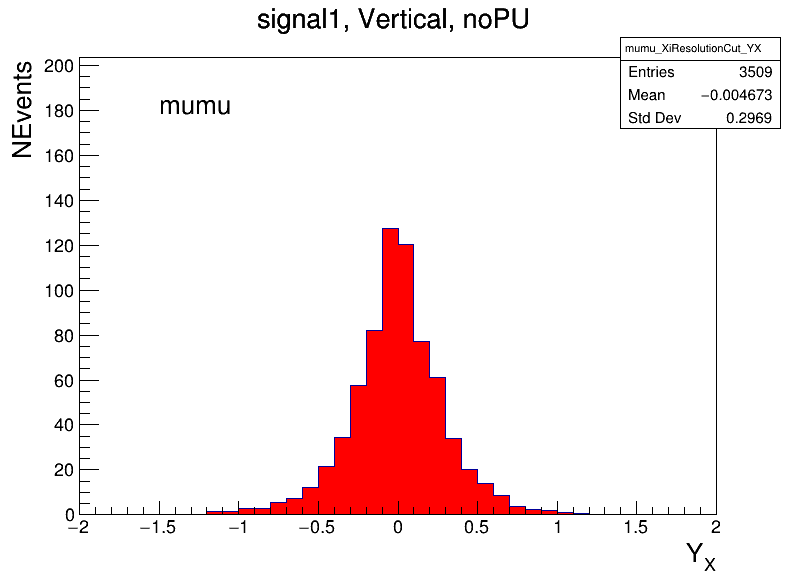 signal1, Vertical, noPU
mumu_XiResolutionCut_YX
Entries 3509
Mean −0.004673
Std Dev 0.2969
NEvents
mumu
200
180
160
140
120
100
80
60
40
20
0
−2 −1.5 −1 −0.5 0 0.5 1 1.5 2
Y_X